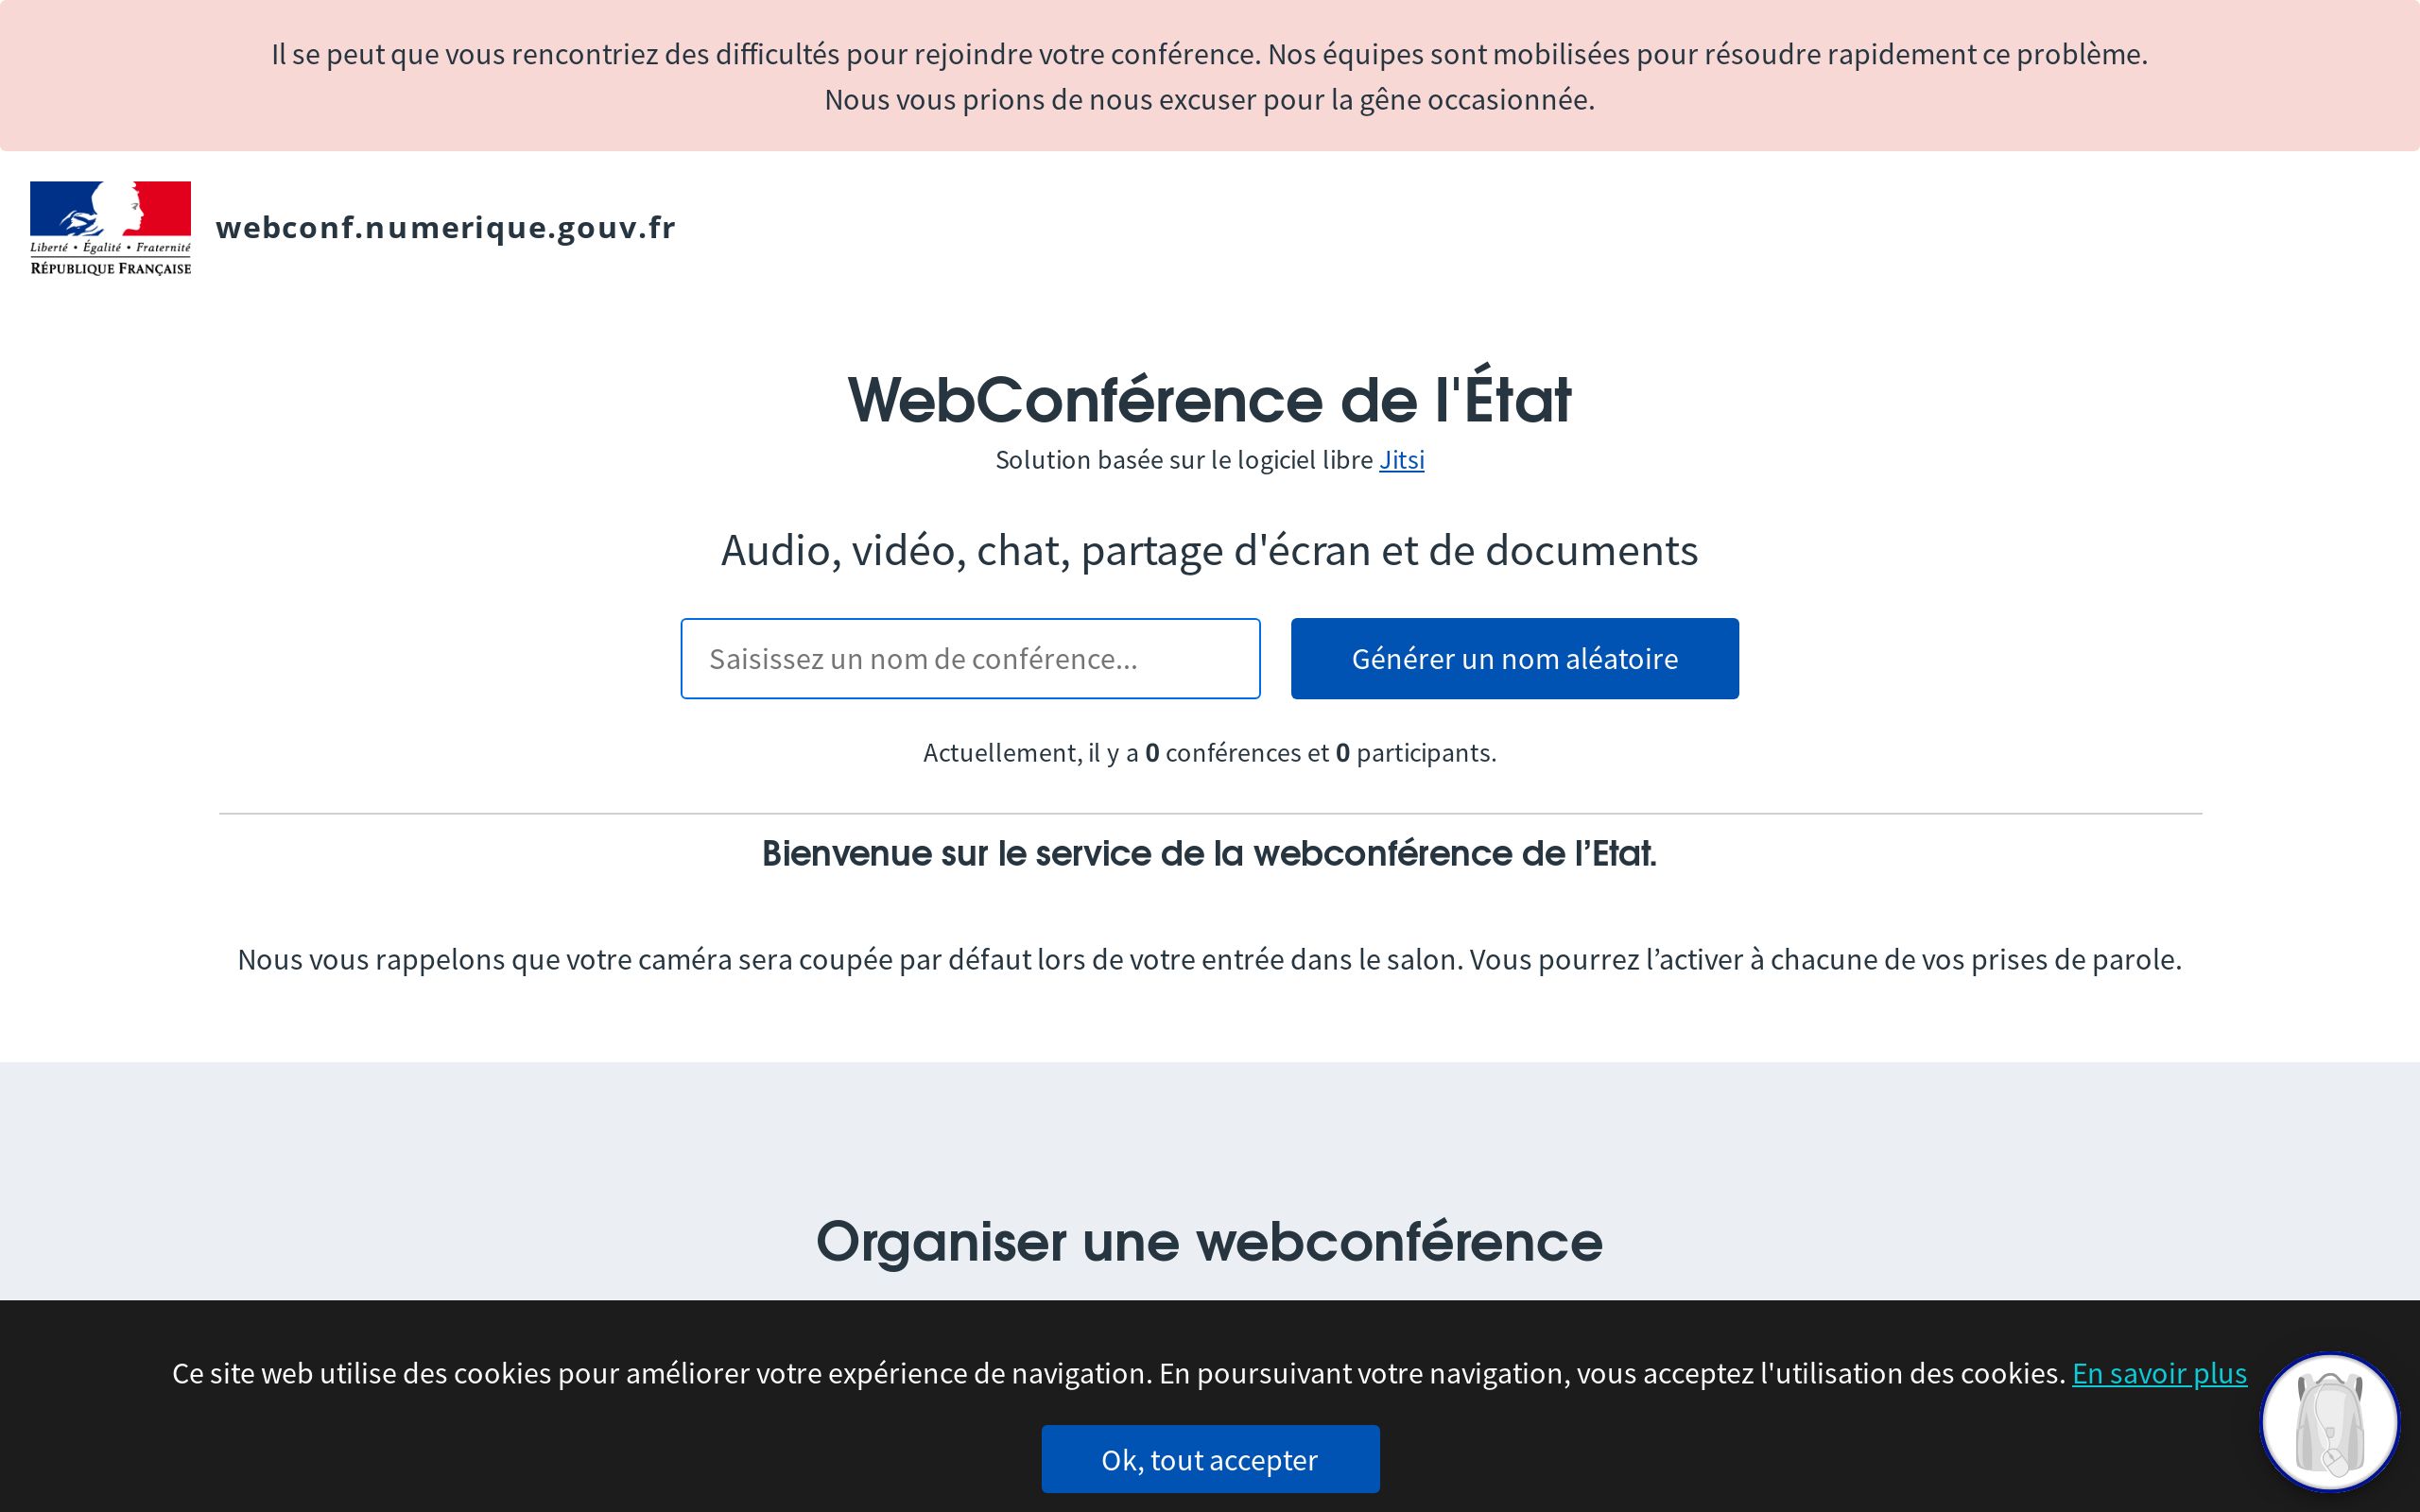 Il se peut que vous rencontriez des difficultés pour rejoindre votre conférence. Nos équipes sont mobilisées pour résoudre rapidement ce problème.
Nous vous prions de nous excuser pour la gêne occasionnée.
Liberté • Égalité • Fraternité
RÉPUBLIQUE FRANÇAISE
webconf.numerique.gouv.fr
WebConférence de l'État
Solution basée sur le logiciel libre Jitsi
Audio, vidéo, chat, partage d'écran et de documents
Saisissez un nom de conférence...
Générer un nom aléatoire
Actuellement, il y a 0 conférences et 0 participants.
Bienvenue sur le service de la webconférence de l’Etat.
Nous vous rappelons que votre caméra sera coupée par défaut lors de votre entrée dans le salon. Vous pourrez l’activer à chacune de vos prises de parole.
Organiser une webconférence
Ce site web utilise des cookies pour améliorer votre expérience de navigation. En poursuivant votre navigation, vous acceptez l'utilisation des cookies. En savoir plus
Ok, tout accepter